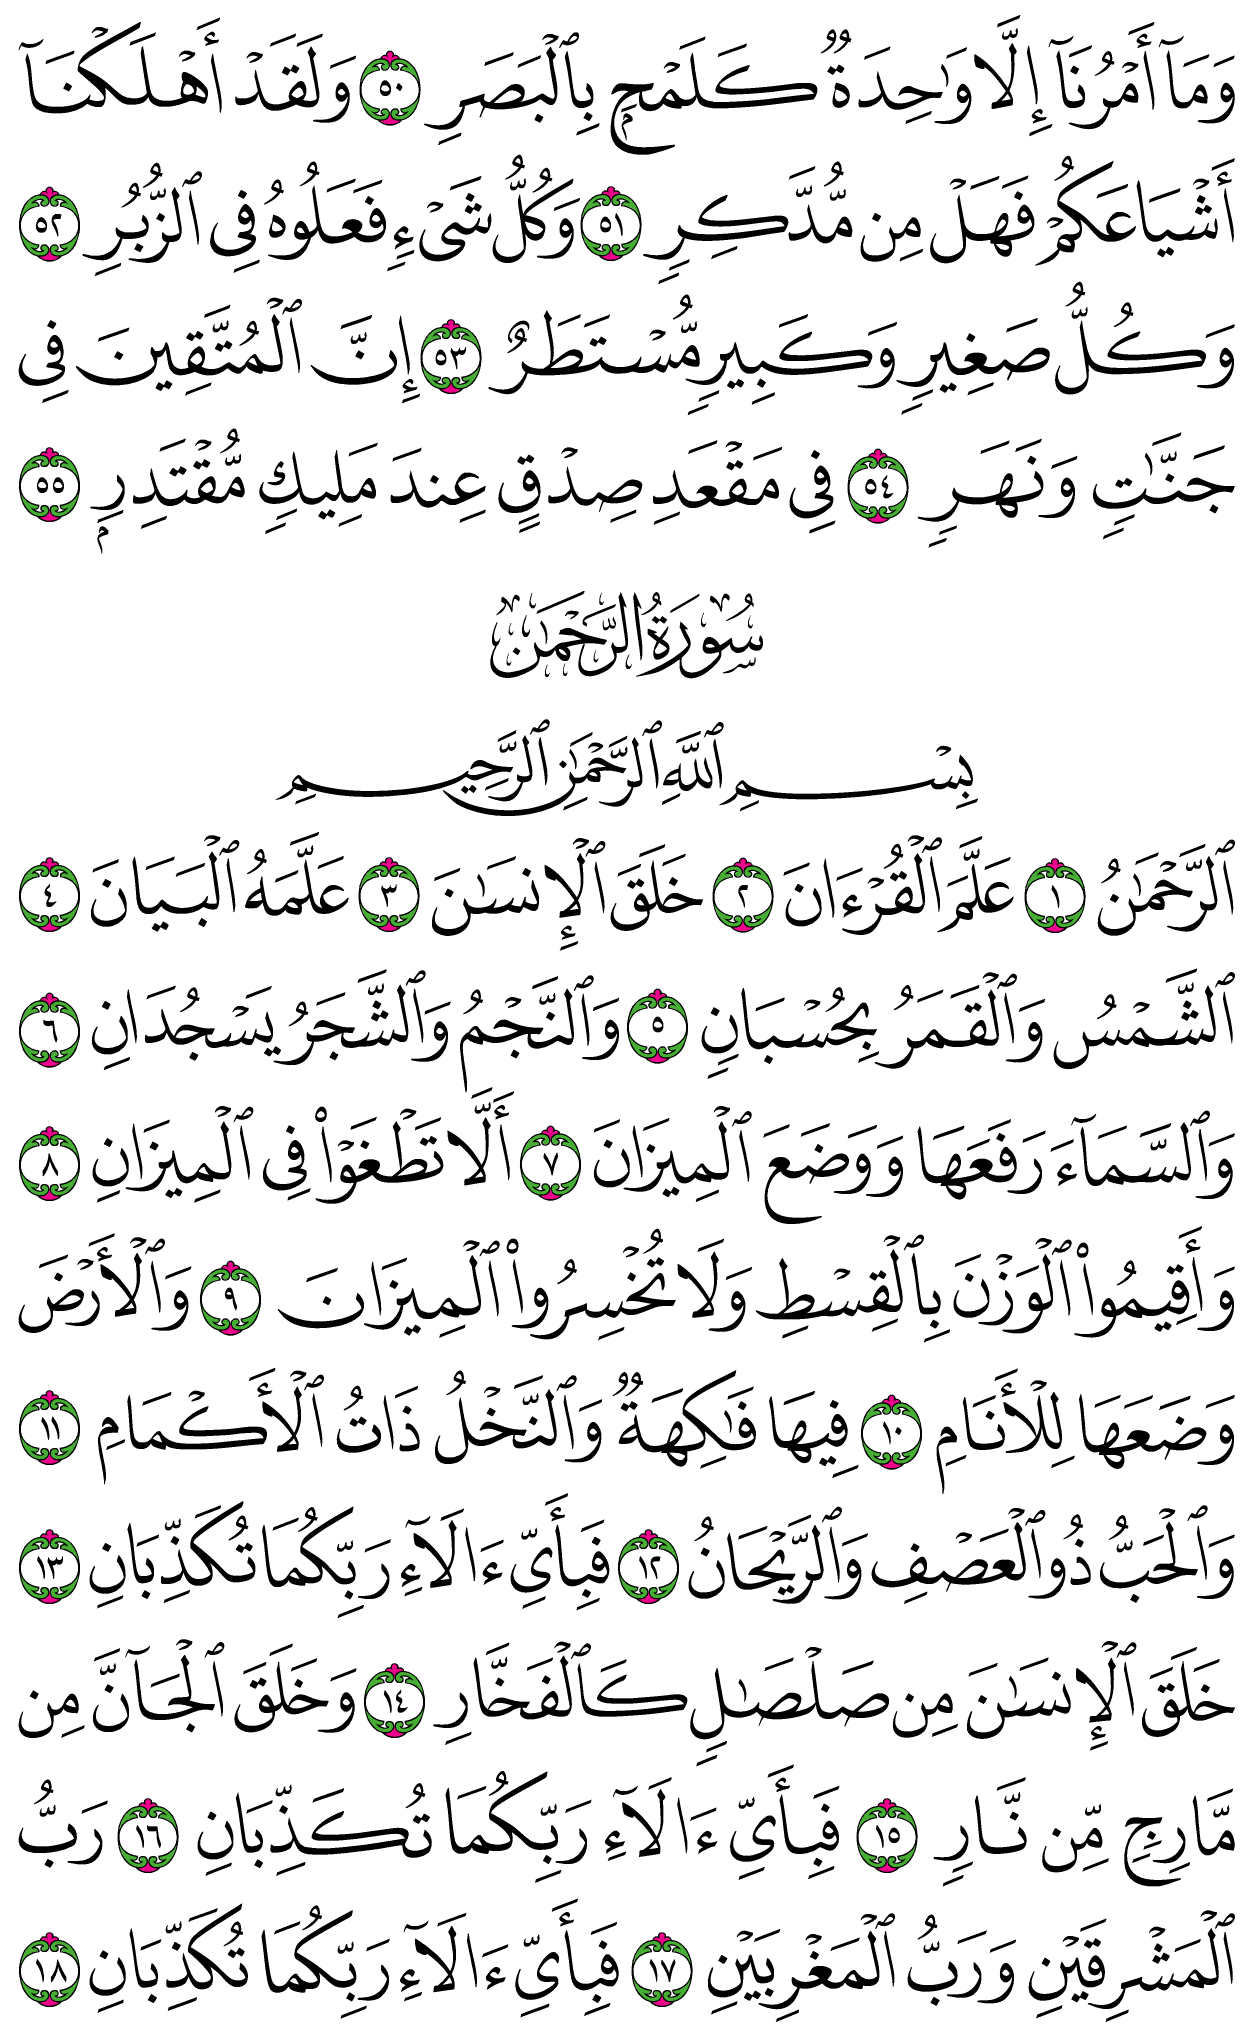 وَمَآ أَمْرُنَآ إِلَّا وَٰحِدَةٌ كَلَمْحٍۭ بِٱلْبَصَرِ ٥٠ وَلَقَدْ أَهْلَكْنَآ
أَشْيَاعَكُمْ فَهَلْ مِن مُّدَّكِرٍ ٥١ وَكُلُّ شَىْءٍ فَعَلُوهُ فِى ٱلزُّبُرِ ٥٢
وَكُلُّ صَغِيرٍ وَكَبِيرٍ مُّسْتَطَرٌ ٥٣ إِنَّ ٱلْمُتَّقِينَ فِى
جَنَّٰتٍ وَنَهَرٍ ٥٤ فِى مَقْعَدِ صِدْقٍ عِندَ مَلِيكٍ مُّقْتَدِرٍۭ ٥٥
سُورَةُ الرَّحْمَٰن
بِسْمِ ٱللَّهِ ٱلرَّحْمَٰنِ ٱلرَّحِيمِ
ٱلرَّحْمَٰنُ ١ عَلَّمَ ٱلْقُرْءَانَ ٢ خَلَقَ ٱلْإِنسَٰنَ ٣ عَلَّمَهُ ٱلْبَيَانَ ٤
ٱلشَّمْسُ وَٱلْقَمَرُ بِحُسْبَانٍ ٥ وَٱلنَّجْمُ وَٱلشَّجَرُ يَسْجُدَانِ ٦
وَٱلسَّمَآءَ رَفَعَهَا وَوَضَعَ ٱلْمِيزَانَ ٧ أَلَّا تَطْغَوْا۟ فِى ٱلْمِيزَانِ ٨
وَأَقِيمُوا۟ ٱلْوَزْنَ بِٱلْقِسْطِ وَلَا تُخْسِرُوا۟ ٱلْمِيزَانَ ٩ وَٱلْأَرْضَ
وَضَعَهَا لِلْأَنَامِ ١٠ فِيهَا فَٰكِهَةٌ وَٱلنَّخْلُ ذَاتُ ٱلْأَكْمَامِ ١١
وَٱلْحَبُّ ذُو ٱلْعَصْفِ وَٱلرَّيْحَانُ ١٢ فَبِأَىِّ ءَالَآءِ رَبِّكُمَا تُكَذِّبَانِ ١٣
خَلَقَ ٱلْإِنسَٰنَ مِن صَلْصَٰلٍ كَٱلْفَخَّارِ ١٤ وَخَلَقَ ٱلْجَآنَّ مِن
مَّارِجٍ مِّن نَّارٍ ١٥ فَبِأَىِّ ءَالَآءِ رَبِّكُمَا تُكَذِّبَانِ ١٦ رَبُّ
ٱلْمَشْرِقَيْنِ وَرَبُّ ٱلْمَغْرِبَيْنِ ١٧ فَبِأَىِّ ءَالَآءِ رَبِّكُمَا تُكَذِّبَانِ ١٨